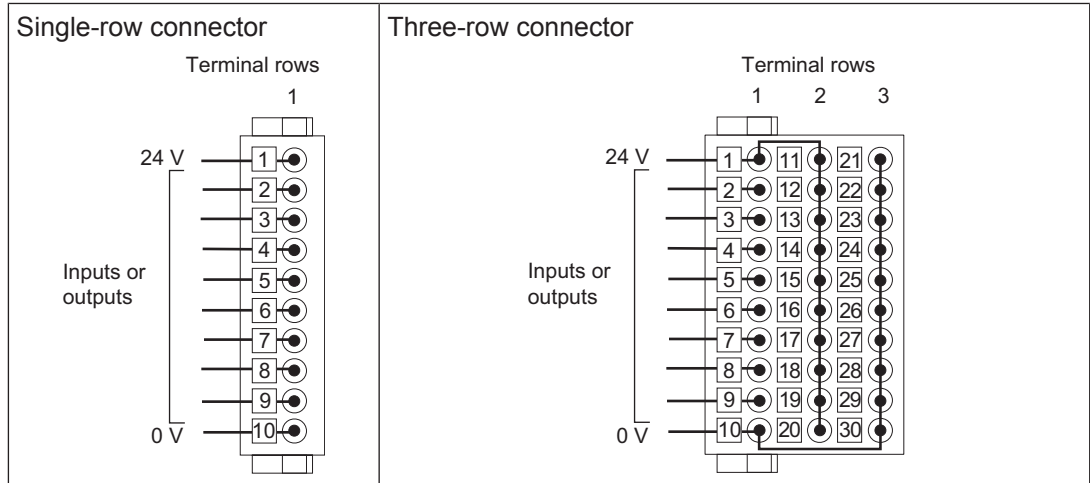 Single-row connector
Terminal rows
1
24 V
1
2
3
4
Inputs or
outputs
5
6
7
8
9
0 V
10
Three-row connector
Terminal rows
1 2 3
24 V
1 11 21
2 12 22
3 13 23
4 14 24
Inputs or
outputs
5 15 25
6 16 26
7 17 27
8 18 28
9 19 29
0 V
10 20 30